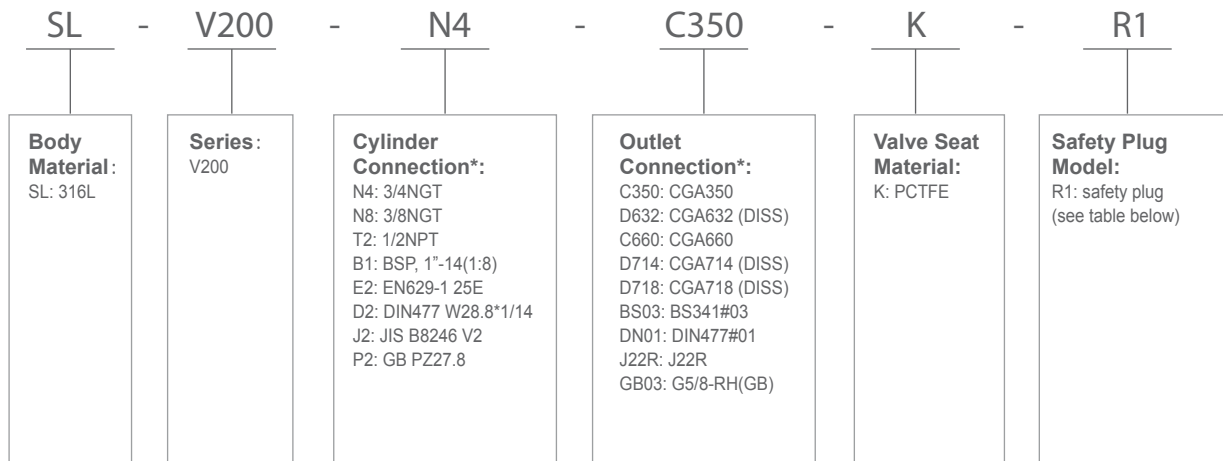 SL - V200 - N4 - C350 - K - R1
Body
Material:
SL: 316L
Series:
V200
Cylinder
Connection*:
N4: 3/4NGT
N8: 3/8NGT
T2: 1/2NPT
B1: BSP, 1”-14(1:8)
E2: EN629-1 25E
D2: DIN477 W28.8*1/14
J2: JIS B8246 V2
P2: GB PZ27.8
Outlet
Connection*:
C350: CGA350
D632: CGA632 (DISS)
C660: CGA660
D714: CGA714 (DISS)
D718: CGA718 (DISS)
BS03: BS341#03
DN01: DIN477#01
J22R: J22R
GB03: G5/8-RH(GB)
Valve Seat
Material:
K: PCTFE
Safety Plug
Model:
R1: safety plug
(see table below)